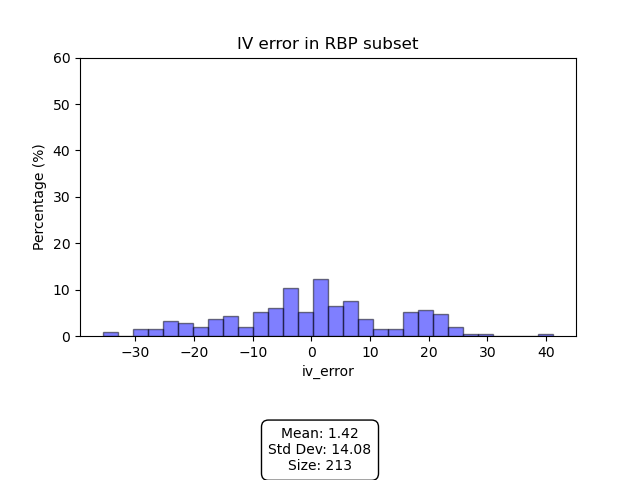 IV error in RBP subset
Percentage (%)
60
50
40
30
20
10
0
−30 −20 −10 0 10 20 30 40
iv_error
Mean: 1.42
Std Dev: 14.08
Size: 213